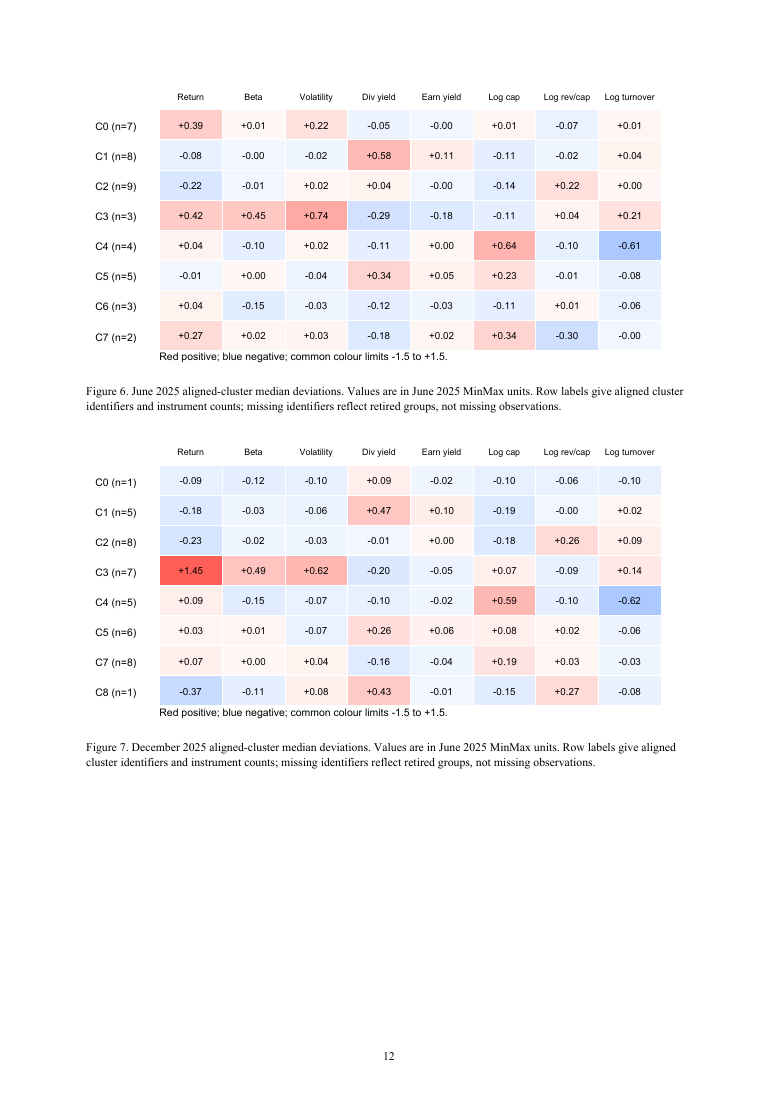 Return Beta Volatility Div yield Earn yield Log cap Log rev/cap Log turnover
C0 (n=7) +0.39 +0.01 +0.22 -0.05 -0.00 +0.01 -0.07 +0.01
C1 (n=8) -0.08 -0.00 -0.02 +0.58 +0.11 -0.11 -0.02 +0.04
C2 (n=9) -0.22 -0.01 +0.02 +0.04 -0.00 -0.14 +0.22 +0.00
C3 (n=3) +0.42 +0.45 +0.74 -0.29 -0.18 -0.11 +0.04 +0.21
C4 (n=4) +0.04 -0.10 +0.02 -0.11 +0.00 +0.64 -0.10 -0.61
C5 (n=5) -0.01 +0.00 -0.04 +0.34 +0.05 +0.23 -0.01 -0.08
C6 (n=3) +0.04 -0.15 -0.03 -0.12 -0.03 -0.11 +0.01 -0.06
C7 (n=2) +0.27 +0.02 +0.03 -0.18 +0.02 +0.34 -0.30 -0.00
Red positive; blue negative; common colour limits -1.5 to +1.5.
Figure 6. June 2025 aligned-cluster median deviations. Values are in June 2025 MinMax units. Row labels give aligned cluster
identifiers and instrument counts; missing identifiers reflect retired groups, not missing observations.
Return Beta Volatility Div yield Earn yield Log cap Log rev/cap Log turnover
C0 (n=1) -0.09 -0.12 -0.10 +0.09 -0.02 -0.10 -0.06 -0.10
C1 (n=5) -0.18 -0.03 -0.06 +0.47 +0.10 -0.19 -0.00 +0.02
C2 (n=8) -0.23 -0.02 -0.03 -0.01 +0.00 -0.18 +0.26 +0.09
C3 (n=7) +1.45 +0.49 +0.62 -0.20 -0.05 +0.07 -0.09 +0.14
C4 (n=5) +0.09 -0.15 -0.07 -0.10 -0.02 +0.59 -0.10 -0.62
C5 (n=6) +0.03 +0.01 -0.07 +0.26 +0.06 +0.08 +0.02 -0.06
C7 (n=8) +0.07 +0.00 +0.04 -0.16 -0.04 +0.19 +0.03 -0.03
C8 (n=1) -0.37 -0.11 +0.08 +0.43 -0.01 -0.15 +0.27 -0.08
Red positive; blue negative; common colour limits -1.5 to +1.5.
Figure 7. December 2025 aligned-cluster median deviations. Values are in June 2025 MinMax units. Row labels give aligned
cluster identifiers and instrument counts; missing identifiers reflect retired groups, not missing observations.
12